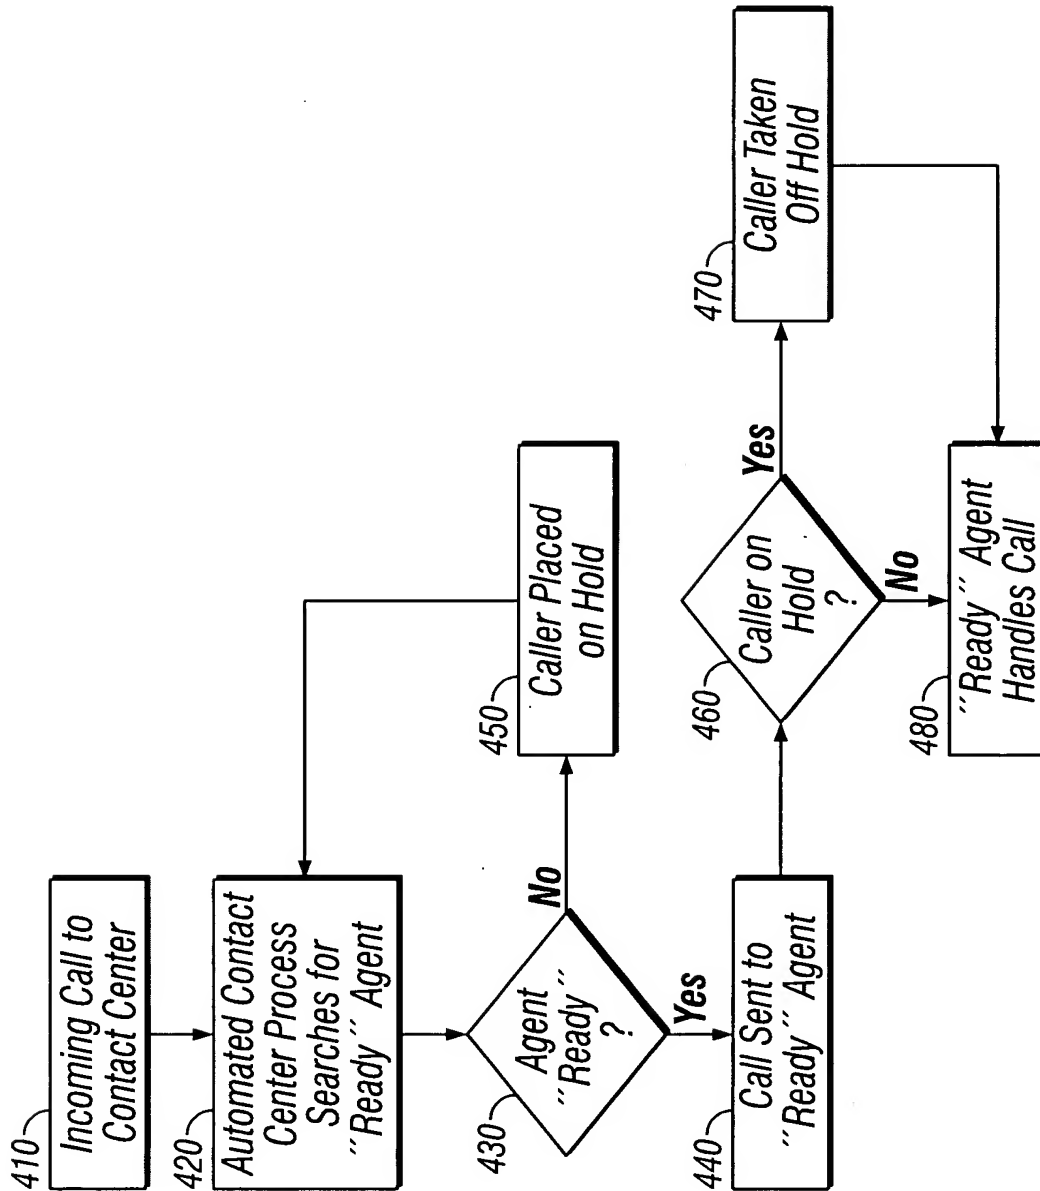 410
Incoming Call to
Contact Center
420
Automated Contact
Center Process
Searches for
"Ready" Agent
430
Agent
"Ready"
?
No
Yes
450
Caller Placed
on Hold
440
Call Sent to
"Ready" Agent
460
Caller on
Hold
?
Yes
No
470
Caller Taken
Off Hold
480
"Ready" Agent
Handles Call